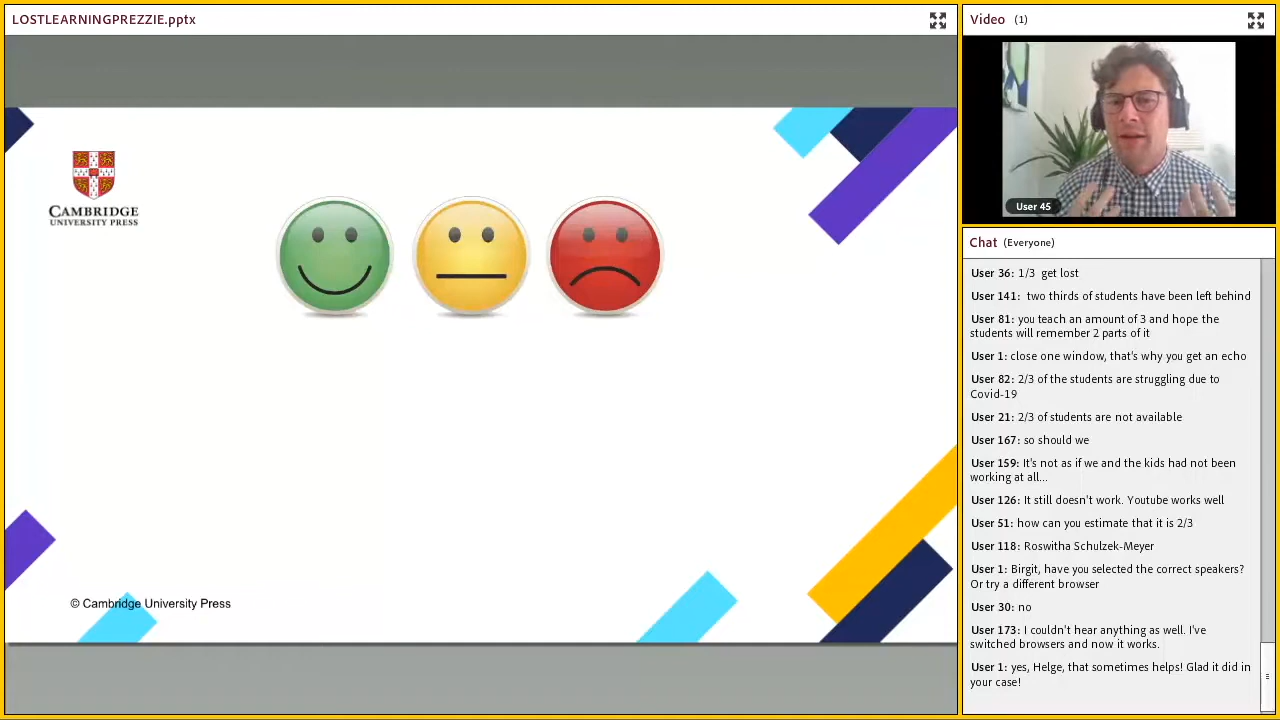 LOSTLEARNINGPREZZIE.pptx
CAMBRIDGE
UNIVERSITY PRESS
© Cambridge University Press
Video (1)
User 45
Chat (Everyone)
User 36: 1/3 get lost
User 141: two thirds of students have been left behind
User 81: you teach an amount of 3 and hope the
students will remember 2 parts of it
User 1: close one window, that's why you get an echo
User 82: 2/3 of the students are struggling due to
Covid-19
User 21: 2/3 of students are not available
User 167: so should we
User 159: It's not as if we and the kids had not been
working at all...
User 126: It still doesn't work. Youtube works well
User 51: how can you estimate that it is 2/3
User 118: Roswitha Schulzek-Meyer
User 1: Birgit, have you selected the correct speakers?
Or try a different browser
User 30: no
User 173: I couldn't hear anything as well. I've
switched browsers and now it works.
User 1: yes, Helge, that sometimes helps! Glad it did in
your case!